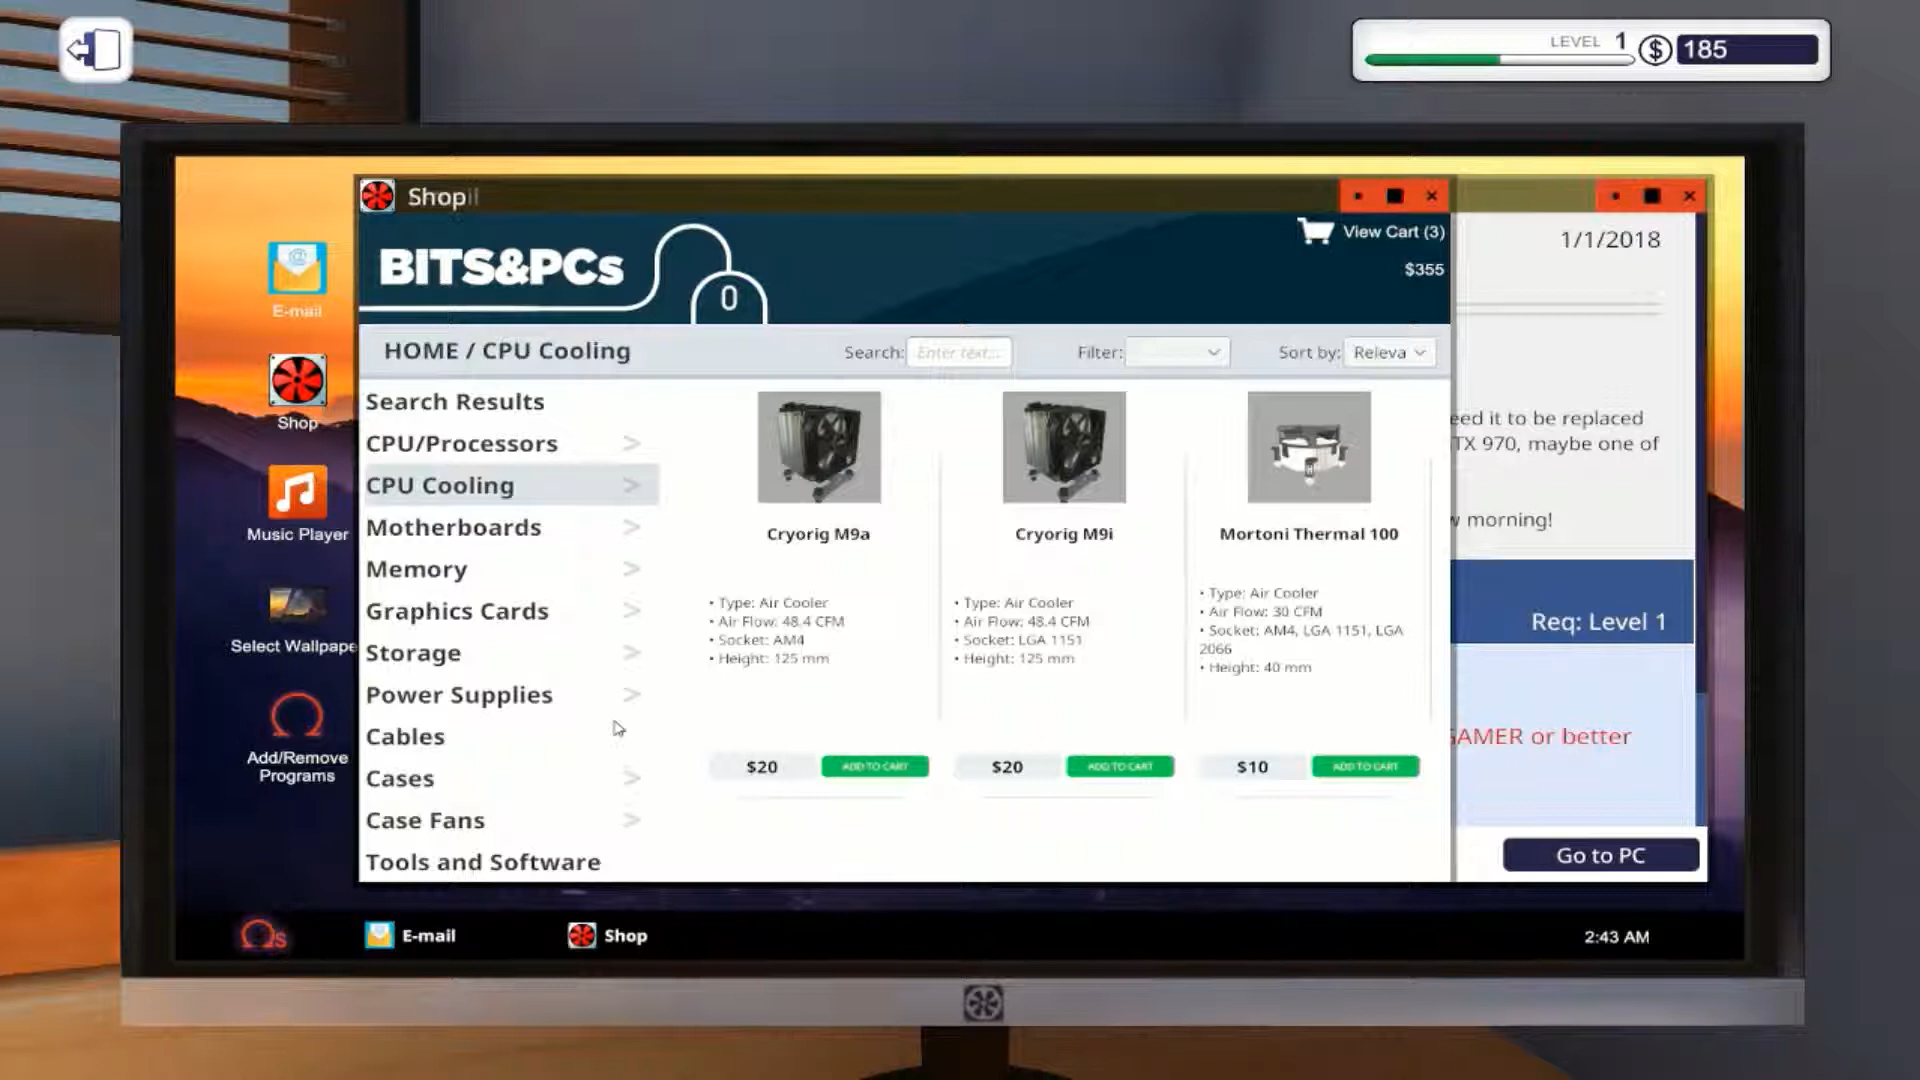 LEVEL 1
185
Shop
View Cart (3)
$355
BITS&PCs
HOME / CPU Cooling
Search:
Enter text...
Filter:
Sort by:
Releva
Search Results
CPU/Processors
CPU Cooling
Motherboards
Memory
Graphics Cards
Storage
Power Supplies
Cables
Cases
Case Fans
Tools and Software
Cryorig M9a
• Type: Air Cooler
• Air Flow: 48.4 CFM
• Socket: AM4
• Height: 125 mm
$20
ADD TO CART
Cryorig M9i
• Type: Air Cooler
• Air Flow: 48.4 CFM
• Socket: LGA 1151
• Height: 125 mm
$20
ADD TO CART
Mortoni Thermal 100
• Type: Air Cooler
• Air Flow: 30 CFM
• Socket: AM4, LGA 1151, LGA
2066
• Height: 40 mm
$10
ADD TO CART
1/1/2018
eed it to be replaced
TX 970, maybe one of
morning!
Req: Level 1
GAMER or better
Go to PC
E-mail
Shop
Music Player
Select Wallpape
Add/Remove
Programs
E-mail
Shop
2:43 AM